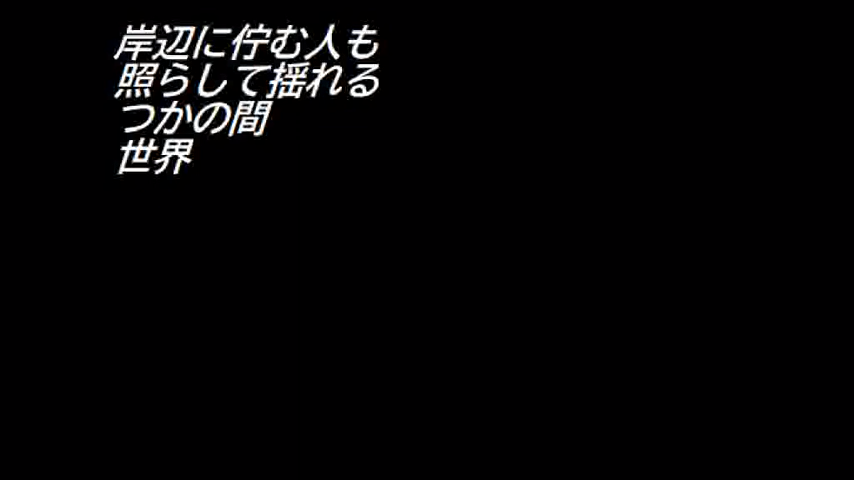 岸辺に佇む人も
照らして揺れる
つかの間
世界